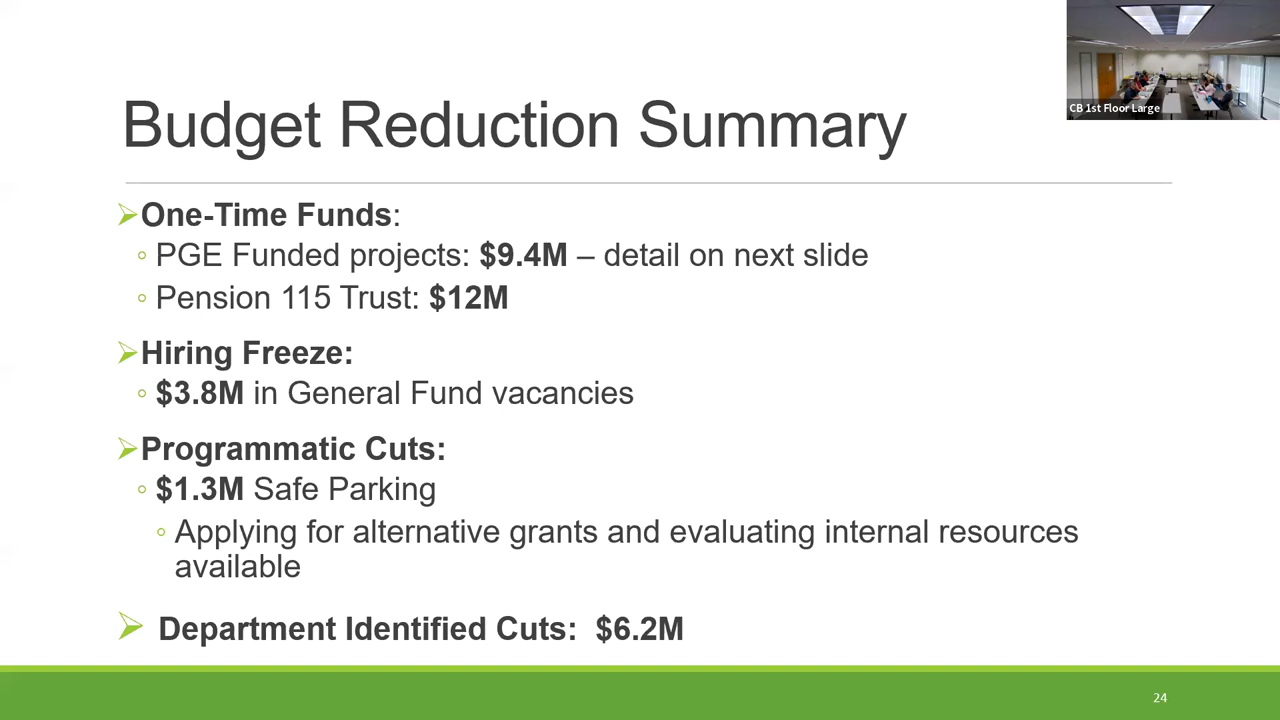 CB 1st Floor Large
Budget Reduction Summary
One-Time Funds:
PGE Funded projects: $9.4M – detail on next slide
Pension 115 Trust: $12M
Hiring Freeze:
$3.8M in General Fund vacancies
Programmatic Cuts:
$1.3M Safe Parking
Applying for alternative grants and evaluating internal resources
available
Department Identified Cuts: $6.2M
24